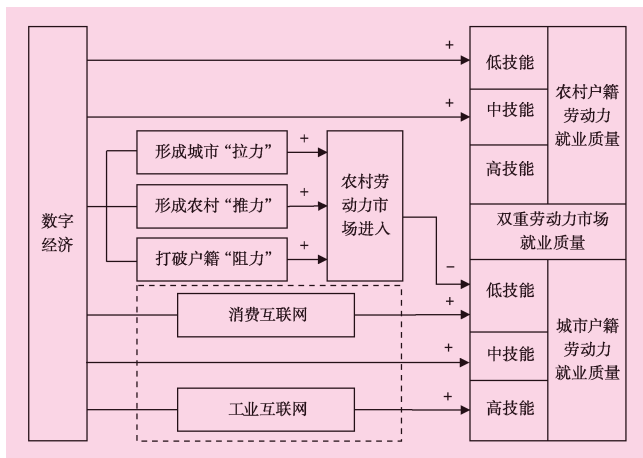 数字
经济
形成城市“拉力”
形成农村“推力”
打破户籍“阻力”
+
+
+
农村劳
动力市
场进入
消费互联网
工业互联网
+
+
−
+
+
+
低技能
中技能
高技能
农村户籍
劳动力
就业质量
双重劳动力市场
就业质量
低技能
中技能
高技能
城市户籍
劳动力
就业质量